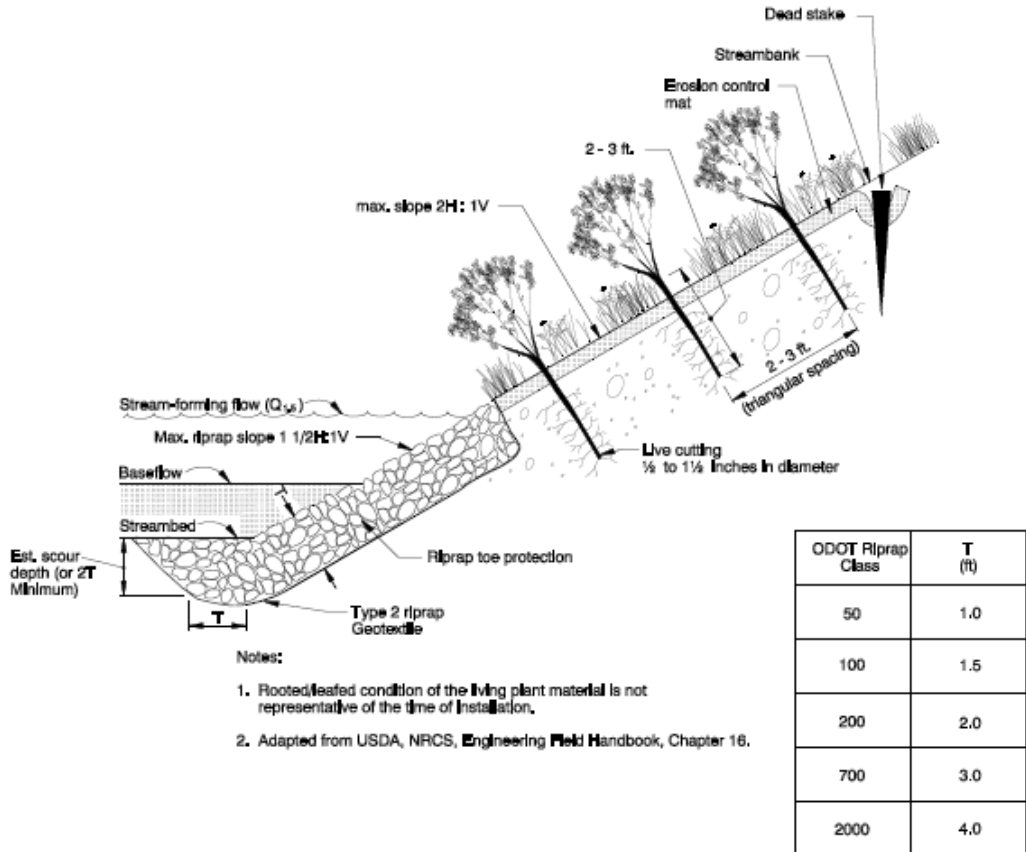 Dead stake
Streambank
Erosion control
mat
2 - 3 ft.
max. slope 2H: 1V
2 - 3 ft.
(triangular spacing)
Stream-forming flow (Q1.5)
Max. riprap slope 1 1/2H:1V
Live cutting
½ to 1½ inches in diameter
Baseflow
T
Streambed
Est. scour
depth (or 2T
Minimum)
Riprap toe protection
T
Type 2 riprap
Geotextile
Notes:
1. Rooted/leafed condition of the living plant material is not
representative of the time of installation.
2. Adapted from USDA, NRCS, Engineering Field Handbook, Chapter 16.
ODOT Riprap T
Class (ft)
50 1.0
100 1.5
200 2.0
700 3.0
2000 4.0